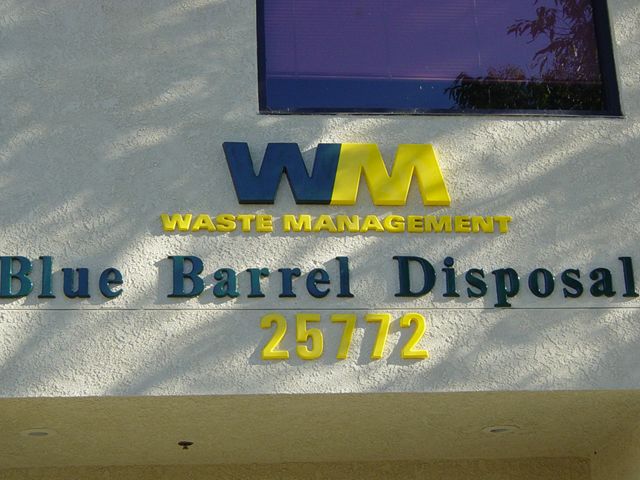 WM
WASTE MANAGEMENT
Blue Barrel Disposal
25772